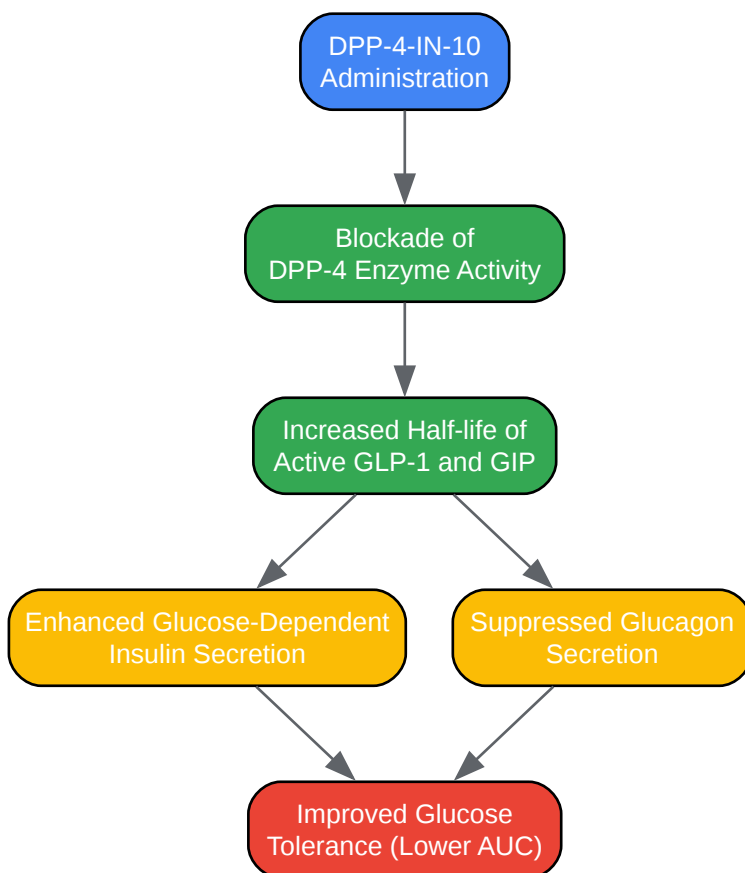 DPP-4-IN-10
Administration
Blockade of
DPP-4 Enzyme Activity
Increased Half-life of
Active GLP-1 and GIP
Enhanced Glucose-Dependent
Insulin Secretion
Suppressed Glucagon
Secretion
Improved Glucose
Tolerance (Lower AUC)